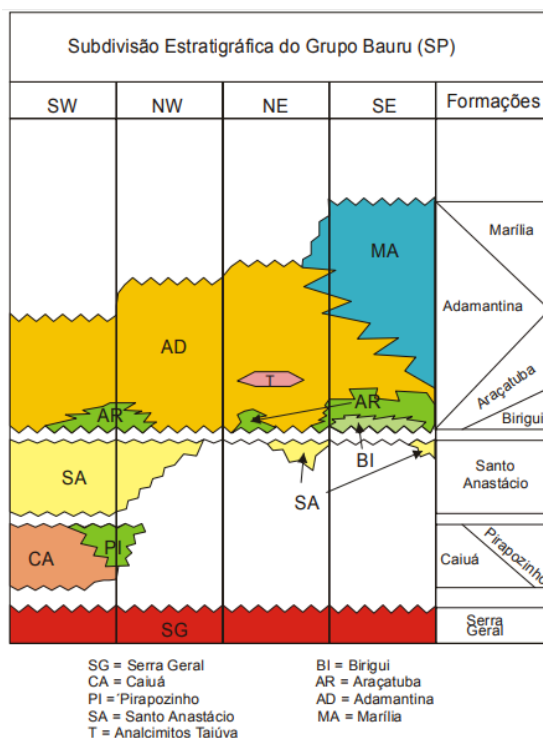 Subdivisão Estratigráfica do Grupo Bauru (SP)
SW NW NE SE Formações
MA
Marília
Adamantina
AD
T
AR
AR
Araçatuba
Birigui
BI
SA
SA
Santo
Anastácio
CA
PI
Caiuá
Pirapozinho
SG
Serra
Geral
SG = Serra Geral
CA = Caiuá
PI =´Pirapozinho
SA = Santo Anastácio
T = Analcimitos Taiúva
BI = Birigui
AR = Araçatuba
AD = Adamantina
MA = Marília